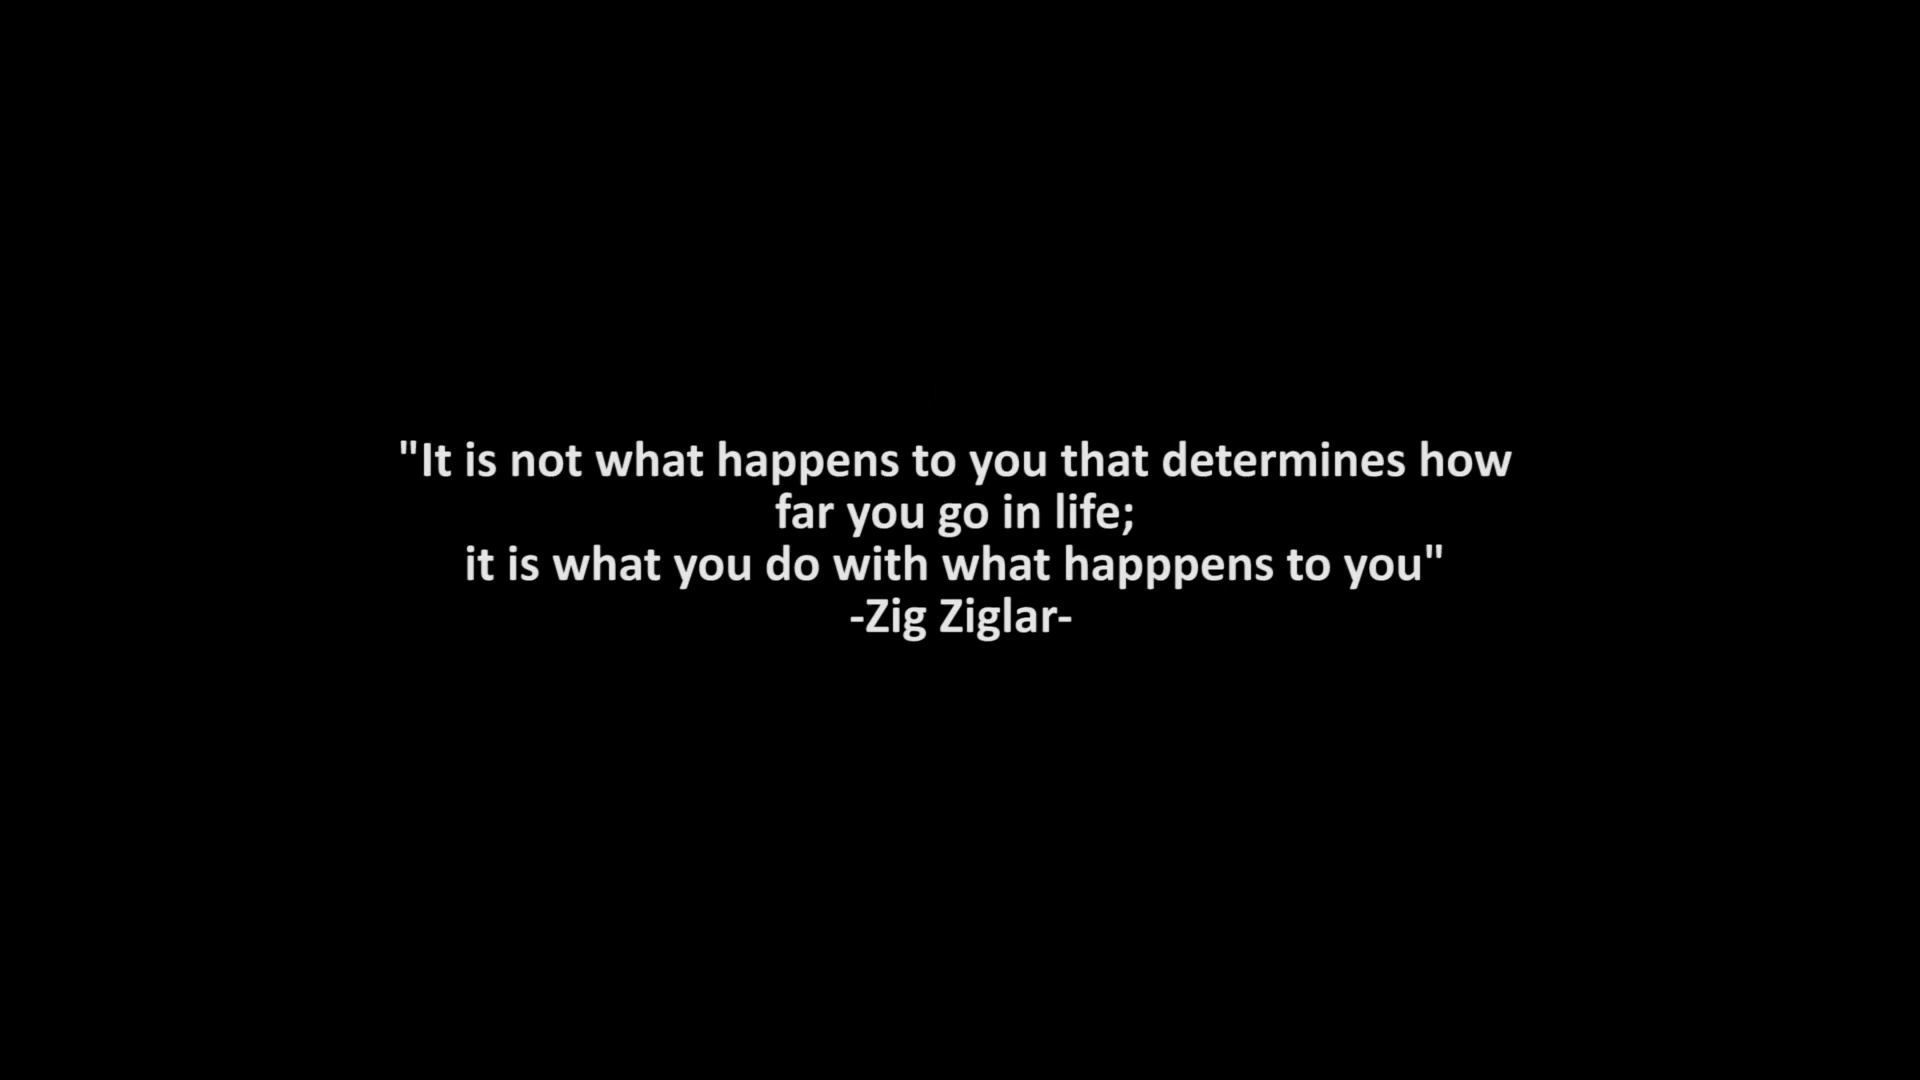 "It is not what happens to you that determines how
far you go in life;
it is what you do with what happpens to you"
-Zig Ziglar-